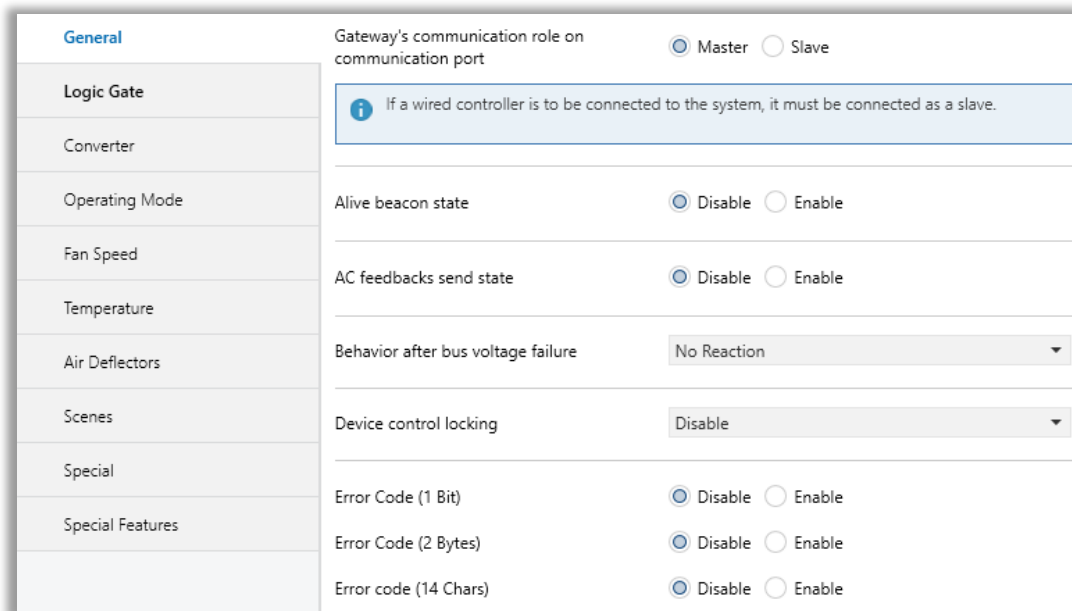 General
Logic Gate
Converter
Operating Mode
Fan Speed
Temperature
Air Deflectors
Scenes
Special
Special Features
Gateway's communication role on
communication port
Master Slave
If a wired controller is to be connected to the system, it must be connected as a slave.
Alive beacon state Disable Enable
AC feedbacks send state Disable Enable
Behavior after bus voltage failure No Reaction
Device control locking Disable
Error Code (1 Bit) Disable Enable
Error Code (2 Bytes) Disable Enable
Error code (14 Chars) Disable Enable